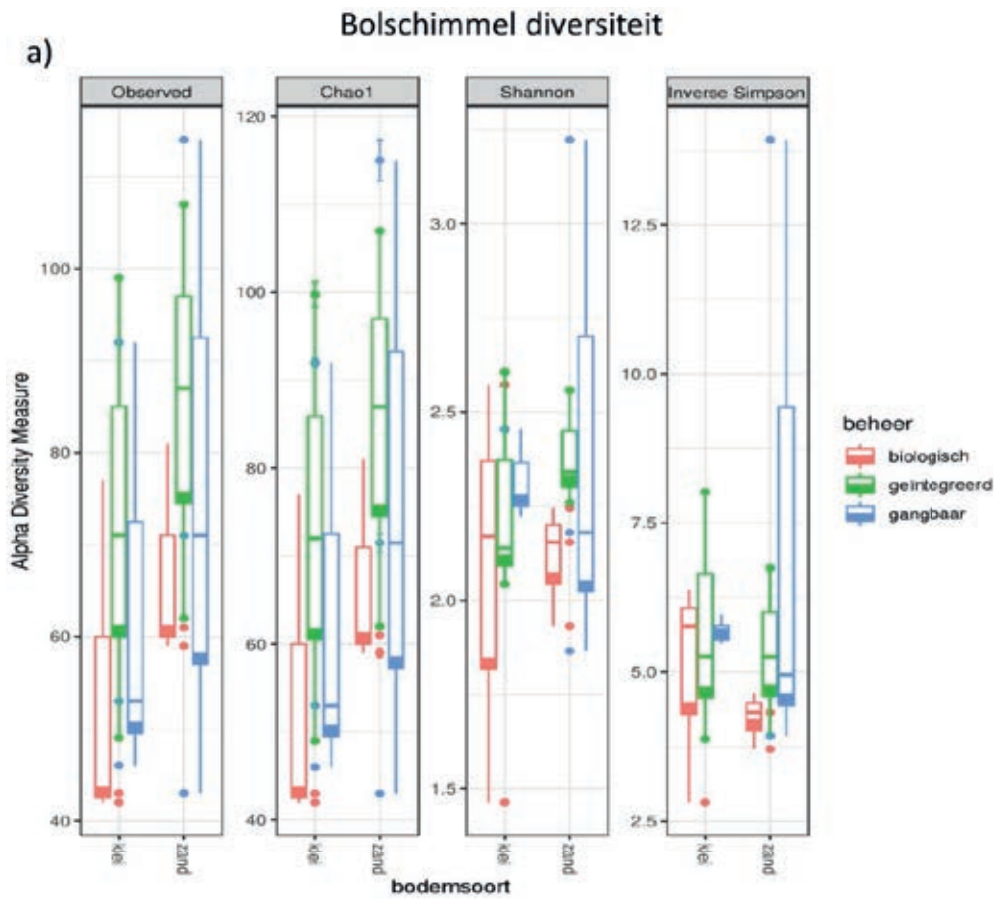 Bolschimmel diversiteit
a)
Observed
Chao1
Shannon
Inverse Simpson
Alpha Diversity Measure
100
80
60
40
120
100
80
60
40
3.0
2.5
2.0
1.5
12.5
10.0
7.5
5.0
2.5
klei
zand
klei
zand
klei
zand
klei
zand
bodemsoort
beheer
biologisch
geïntegreerd
gangbaar